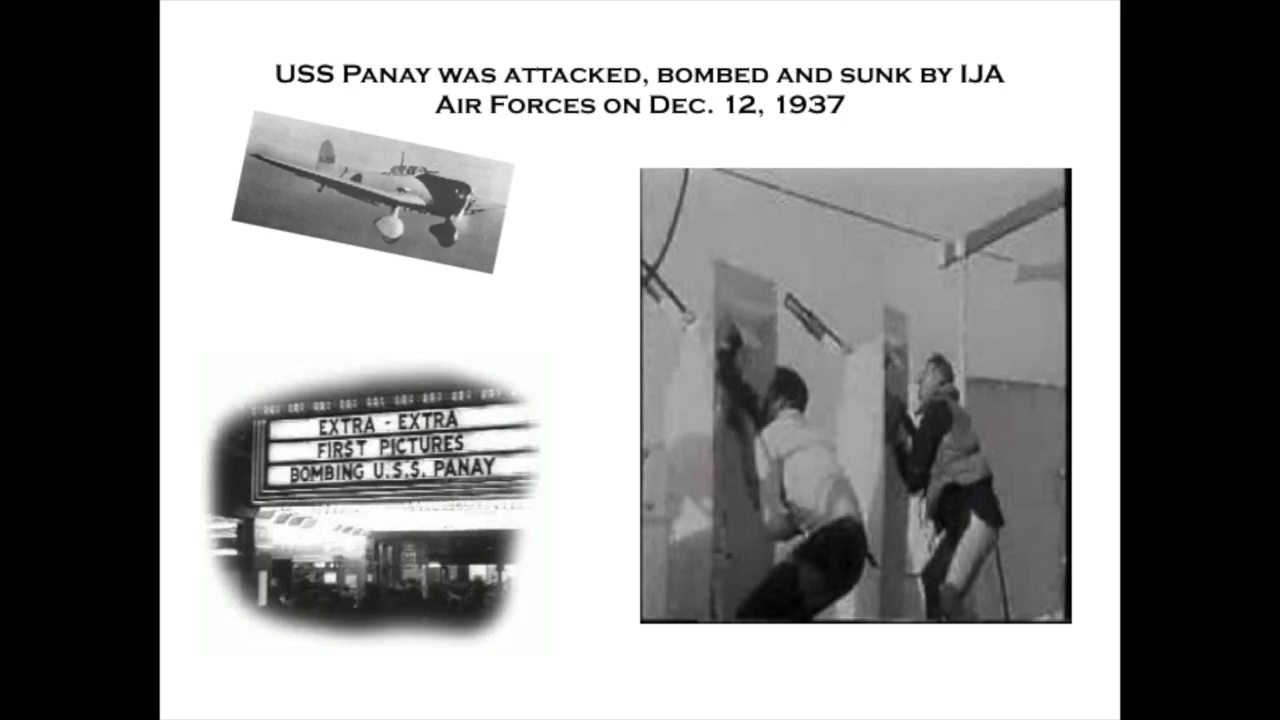 USS Panay was attacked, bombed and sunk by IJA
Air Forces on Dec. 12, 1937
EXTRA - EXTRA
FIRST PICTURES
BOMBING U.S.S. PANAY